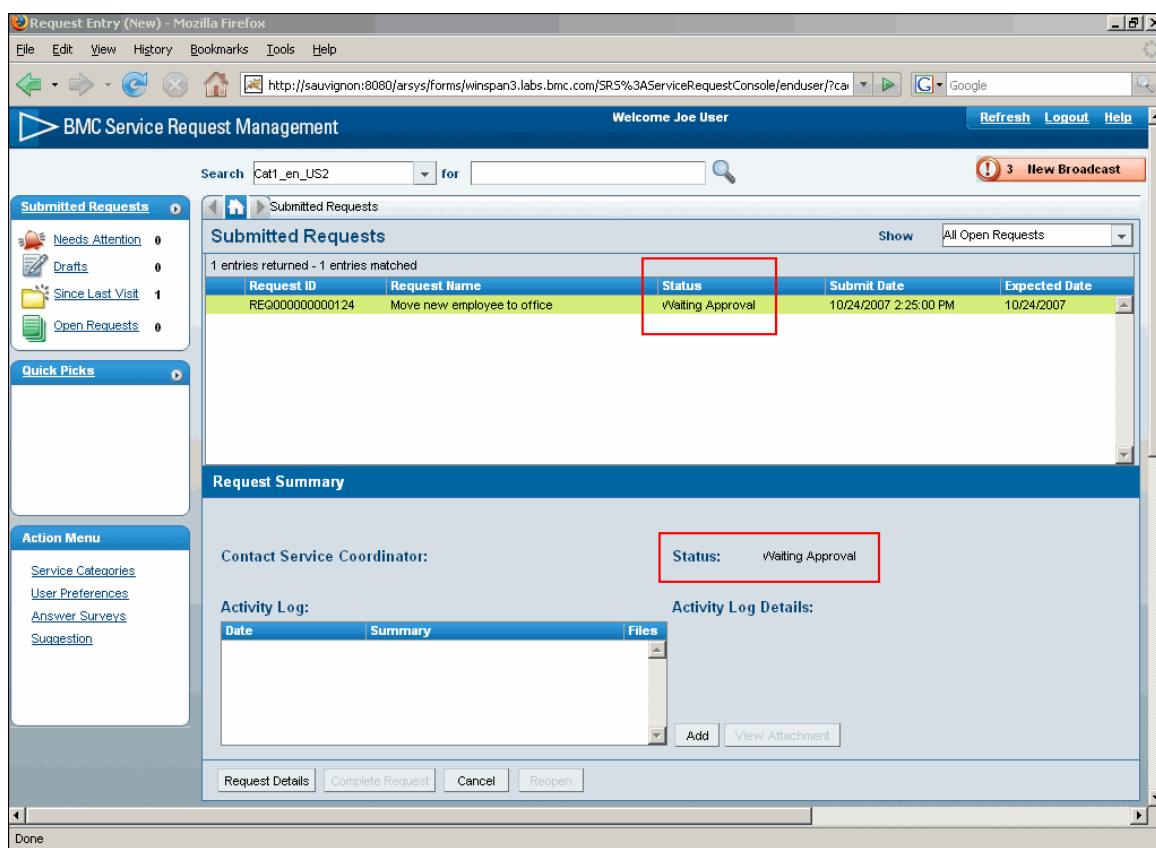 Request Entry (New) - Mozilla Firefox
File Edit View History Bookmarks Tools Help
http://sauvignon:8080/arsys/forms/winspan3.labs.bmc.com/SRS%3AServiceRequestConsole/enduser/?ca
G Google
BMC Service Request Management
Welcome Joe User
Refresh Logout Help
Search Cat1_en_US2 for
3 New Broadcast
Submitted Requests
Needs Attention 0
Drafts 0
Since Last Visit 1
Open Requests 0
Quick Picks
Action Menu
Service Categories
User Preferences
Answer Surveys
Suggestion
Submitted Requests
Submitted Requests
Show All Open Requests
1 entries returned - 1 entries matched
Request ID Request Name Status Submit Date Expected Date
REQ000000000124 Move new employee to office Waiting Approval 10/24/2007 2:25:00 PM 10/24/2007
Request Summary
Contact Service Coordinator:
Status: Waiting Approval
Activity Log:
Activity Log Details:
Date Summary Files
Add View Attachment
Request Details Complete Request Cancel Reopen
Done